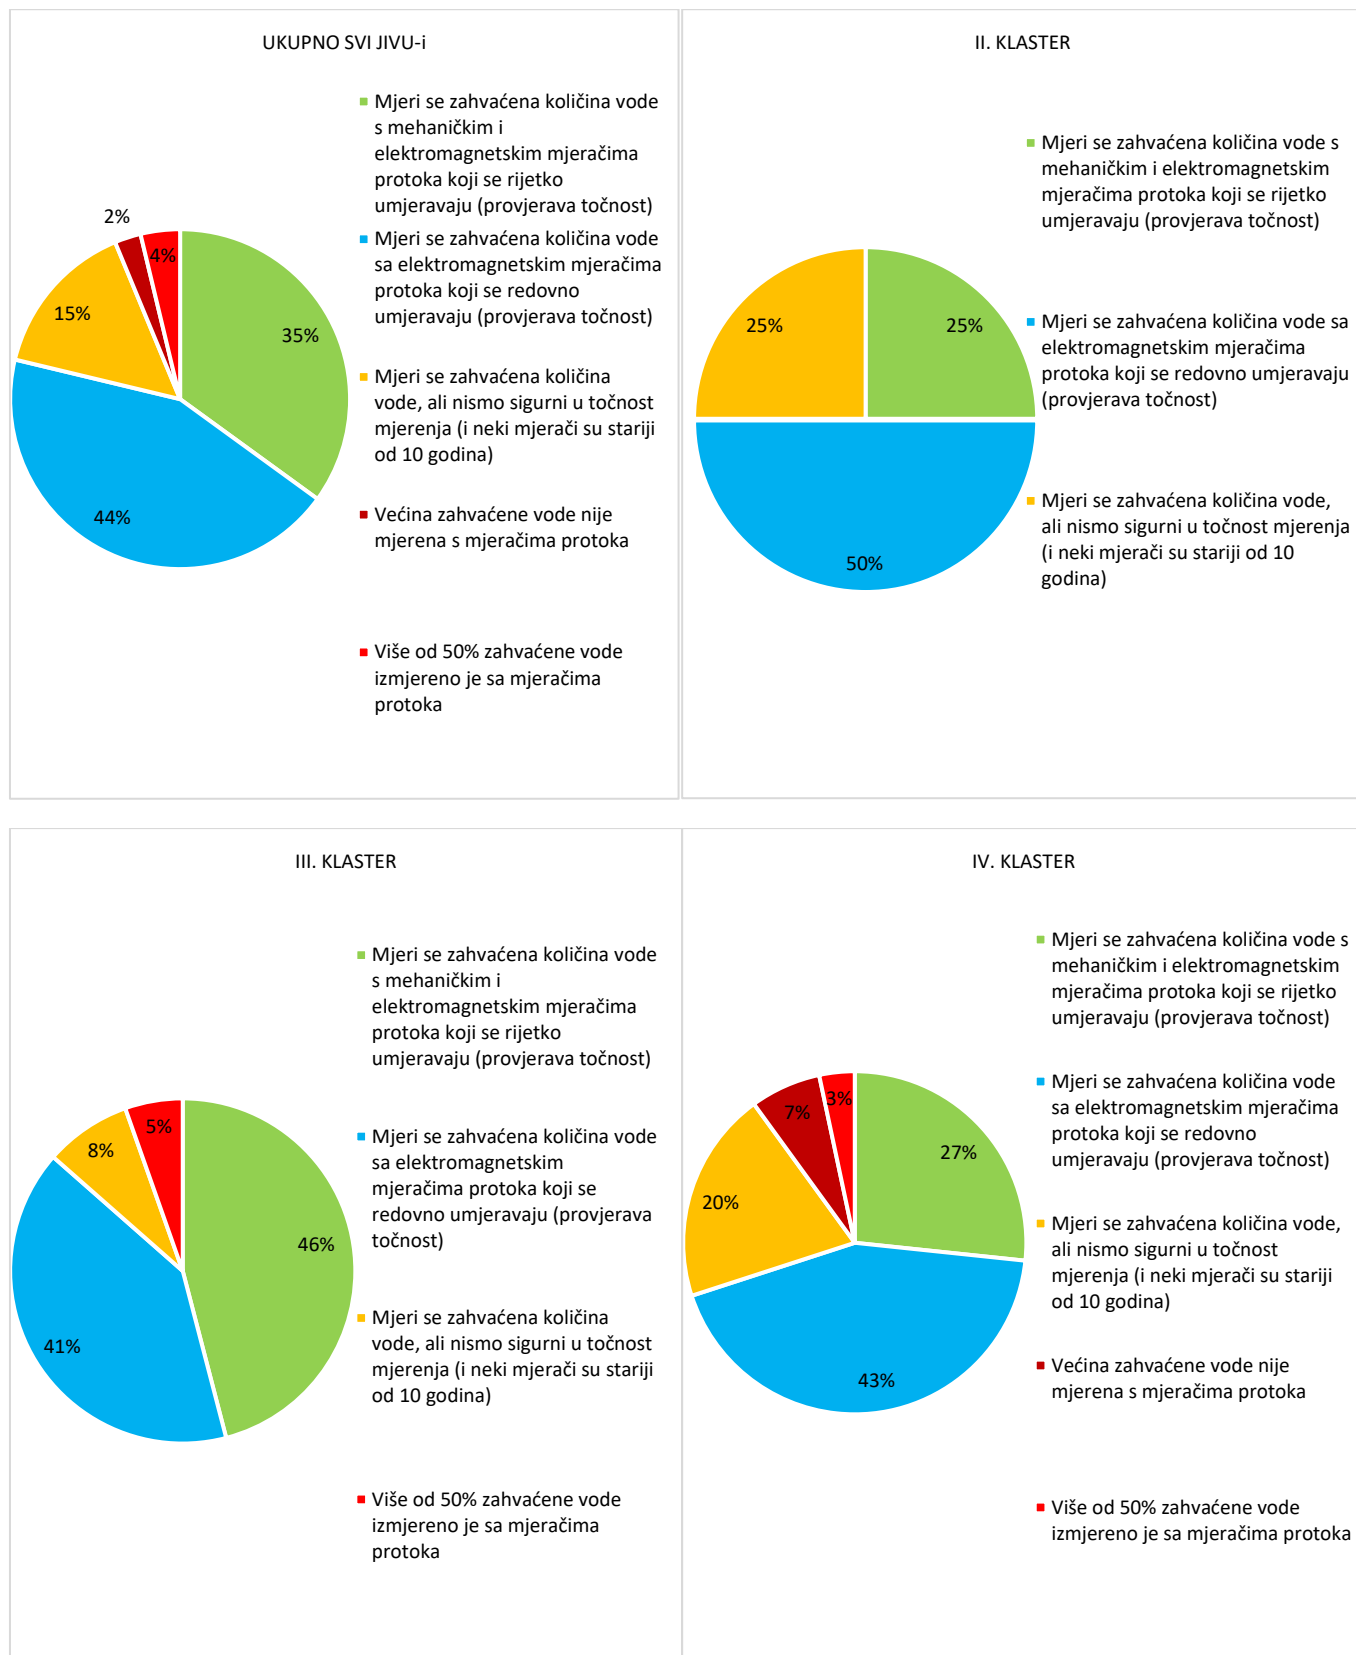 UKUPNO SVI JIVU-i
Mjeri se zahvaćena količina vode
s mehaničkim i
elektromagnetskim mjeračima
protoka koji se rijetko
umjeravaju (provjerava točnost)
Mjeri se zahvaćena količina vode
sa elektromagnetskim mjeračima
protoka koji se redovno
umjeravaju (provjerava točnost)
Mjeri se zahvaćena količina
vode, ali nismo sigurni u točnost
mjerenja (i neki mjerači su stariji
od 10 godina)
Većina zahvaćene vode nije
mjerena s mjeračima protoka
Više od 50% zahvaćene vode
izmjereno je sa mjeračima
protoka
2%
4%
15%
35%
44%
II. KLASTER
Mjeri se zahvaćena količina vode s
mehaničkim i elektromagnetskim
mjeračima protoka koji se rijetko
umjeravaju (provjerava točnost)
Mjeri se zahvaćena količina vode sa
elektromagnetskim mjeračima
protoka koji se redovno umjeravaju
(provjerava točnost)
Mjeri se zahvaćena količina vode,
ali nismo sigurni u točnost mjerenja
(i neki mjerači su stariji od 10
godina)
25%
25%
50%
III. KLASTER
Mjeri se zahvaćena količina vode
s mehaničkim i
elektromagnetskim mjeračima
protoka koji se rijetko
umjeravaju (provjerava točnost)
Mjeri se zahvaćena količina vode
sa elektromagnetskim
mjeračima protoka koji se
redovno umjeravaju (provjerava
točnost)
Mjeri se zahvaćena količina
vode, ali nismo sigurni u točnost
mjerenja (i neki mjerači su stariji
od 10 godina)
Više od 50% zahvaćene vode
izmjereno je sa mjeračima
protoka
5%
8%
46%
41%
IV. KLASTER
Mjeri se zahvaćena količina vode s
mehaničkim i elektromagnetskim
mjeračima protoka koji se rijetko
umjeravaju (provjerava točnost)
Mjeri se zahvaćena količina vode
sa elektromagnetskim mjeračima
protoka koji se redovno
umjeravaju (provjerava točnost)
Mjeri se zahvaćena količina vode,
ali nismo sigurni u točnost
mjerenja (i neki mjerači su stariji
od 10 godina)
Većina zahvaćene vode nije
mjerena s mjeračima protoka
Više od 50% zahvaćene vode
izmjereno je sa mjeračima protoka
7%
3%
27%
20%
43%